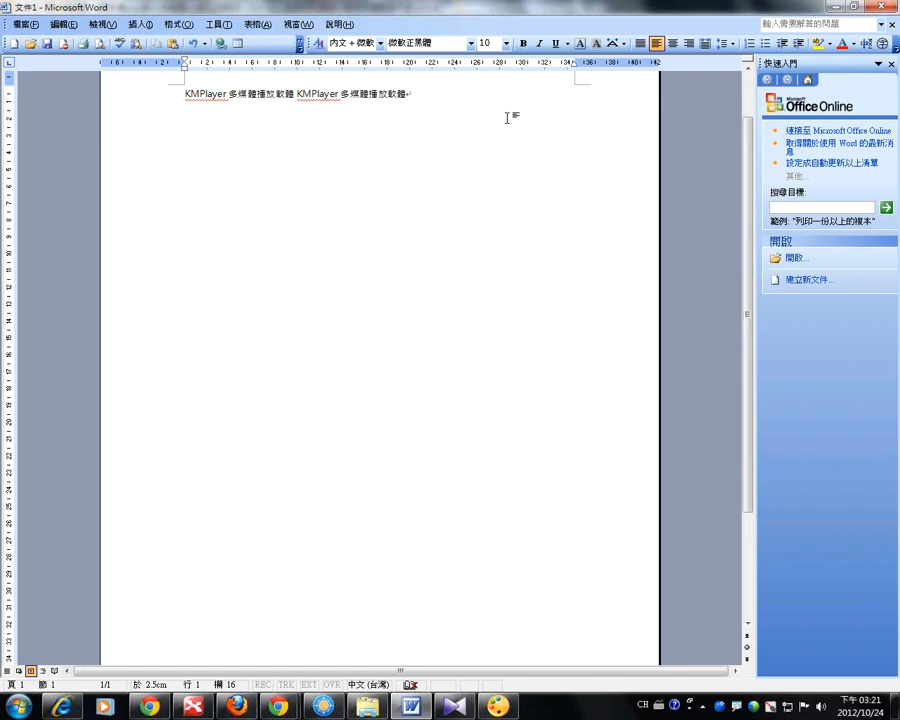 文件1 - Microsoft Word
檔案(F) 編輯(E) 檢視(V) 插入(I) 格式(O) 工具(T) 表格(A) 視窗(W) 說明(H) 輸入需要解答的問題
內文 + 微軟 微軟正黑體 10 B I U A A A
快速入門
Microsoft Office Online
連接至 Microsoft Office Online
取得關於使用 Word 的最新消息
設定成自動更新以上清單
其他...
搜尋目標:
範例: "列印一份以上的複本"
開啟
開啟...
建立新文件...
KMPlayer 多媒體播放軟體 KMPlayer 多媒體播放軟體
頁 1 節 1 1/1 於 2.5cm 行 1 欄 16 REC TRK EXT OVR 中文 (台灣)
CH 下午 03:21
2012/10/24